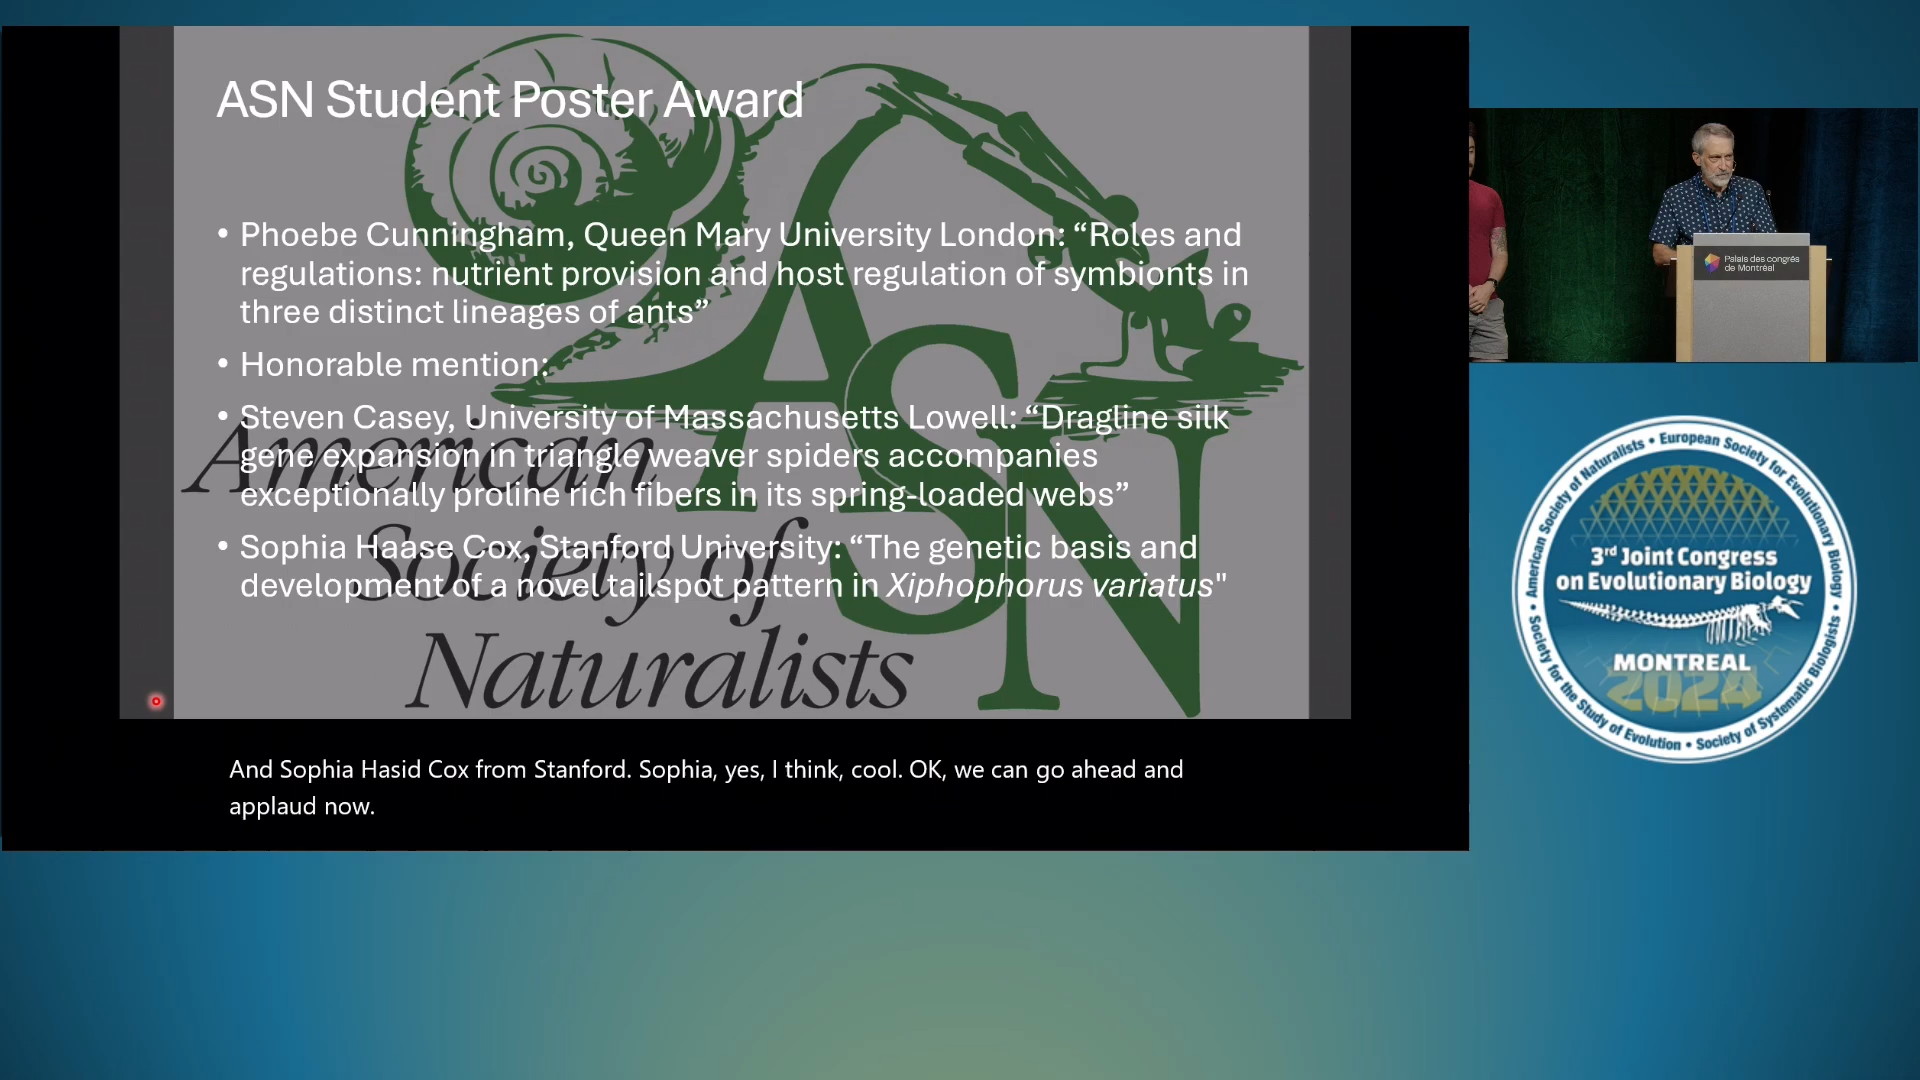 ASN Student Poster Award
• Phoebe Cunningham, Queen Mary University London: “Roles and
regulations: nutrient provision and host regulation of symbionts in
three distinct lineages of ants”
• Honorable mention:
• Steven Casey, University of Massachusetts Lowell: “Dragline silk
gene expansion in triangle weaver spiders accompanies
exceptionally proline rich fibers in its spring-loaded webs”
• Sophia Haase Cox, Stanford University: “The genetic basis and
development of a novel tailspot pattern in Xiphophorus variatus"
ASN
American
Society of
Naturalists
And Sophia Hasid Cox from Stanford. Sophia, yes, I think, cool. OK, we can go ahead and
applaud now.
Palais des congrès
de Montréal
American Society of Naturalists • European Society for Evolutionary Biology •
Society for the Study of Evolution • Society of Systematic Biologists •
3rd Joint Congress
on Evolutionary Biology
MONTREAL
2024